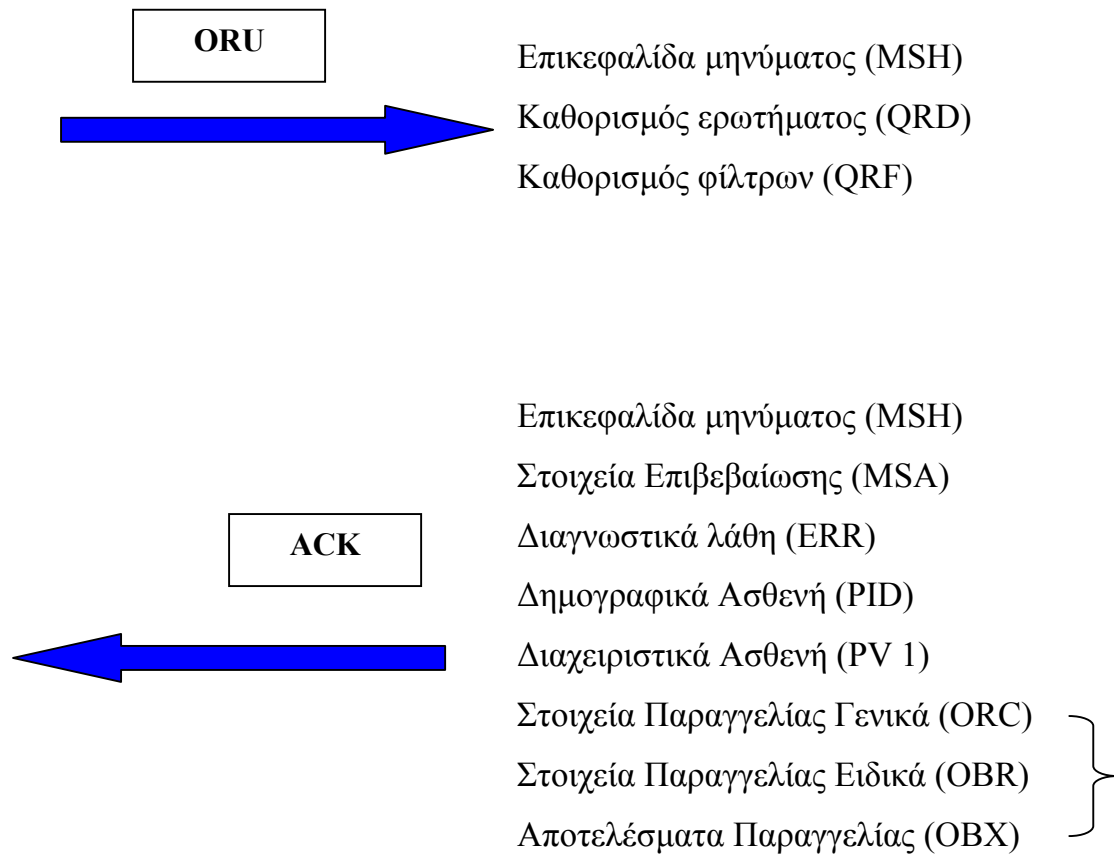 ORU
Επικεφαλίδα μηνύματος (MSH)
Καθορισμός ερωτήματος (QRD)
Καθορισμός φίλτρων (QRF)
Επικεφαλίδα μηνύματος (MSH)
Στοιχεία Επιβεβαίωσης (MSA)
ACK
Διαγνωστικά λάθη (ERR)
Δημογραφικά Ασθενή (PID)
Διαχειριστικά Ασθενή (PV 1)
Στοιχεία Παραγγελίας Γενικά (ORC)
Στοιχεία Παραγγελίας Ειδικά (OBR)
Αποτελέσματα Παραγγελίας (OBX)